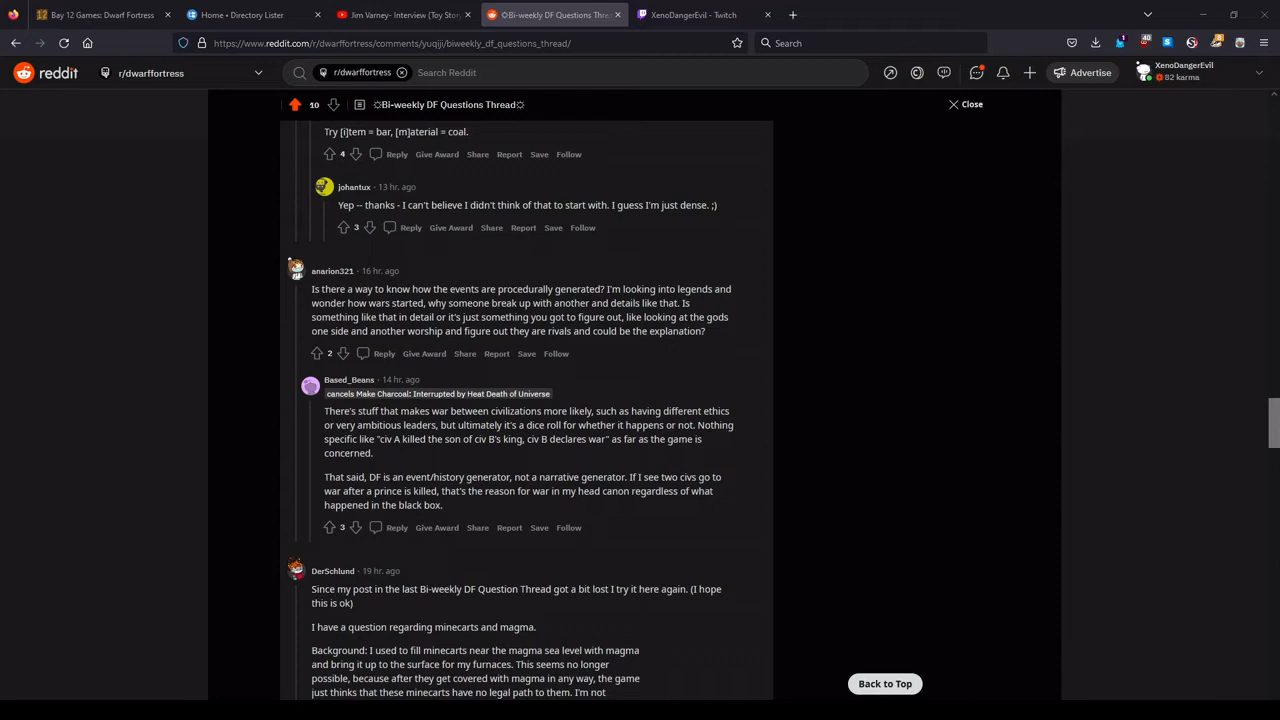 Bay 12 Games: Dwarf Fortress
Home • Directory Lister
Jim Varney- Interview (Toy Stor
☼Bi-weekly DF Questions Threa
XenoDangerEvil - Twitch
https://www.reddit.com/r/dwarffortress/comments/yuqiji/biweekly_df_questions_thread/
Search
1
40
reddit
r/dwarffortress
r/dwarffortress
Search Reddit
Advertise
XenoDangerEvil
82 karma
10
☼Bi-weekly DF Questions Thread☼
Close
Try [i]tem = bar, [m]aterial = coal.
4 Reply Give Award Share Report Save Follow
johantux · 13 hr. ago
Yep -- thanks - I can't believe I didn't think of that to start with. I guess I'm just dense. ;)
3 Reply Give Award Share Report Save Follow
anarion321 · 16 hr. ago
Is there a way to know how the events are procedurally generated? I'm looking into legends and
wonder how wars started, why someone break up with another and details like that. Is
something like that in detail or it's just something you got to figure out, like looking at the gods
one side and another worship and figure out they are rivals and could be the explanation?
2 Reply Give Award Share Report Save Follow
Based_Beans · 14 hr. ago
cancels Make Charcoal: Interrupted by Heat Death of Universe
There's stuff that makes war between civilizations more likely, such as having different ethics
or very ambitious leaders, but ultimately it's a dice roll for whether it happens or not. Nothing
specific like "civ A killed the son of civ B's king, civ B declares war" as far as the game is
concerned.
That said, DF is an event/history generator, not a narrative generator. If I see two civs go to
war after a prince is killed, that's the reason for war in my head canon regardless of what
happened in the black box.
3 Reply Give Award Share Report Save Follow
DerSchlund · 19 hr. ago
Since my post in the last Bi-weekly DF Question Thread got a bit lost I try it here again. (I hope
this is ok)
I have a question regarding minecarts and magma.
Background: I used to fill minecarts near the magma sea level with magma
and bring it up to the surface for my furnaces. This seems no longer
possible, because after they get covered with magma in any way, the game
just thinks that these minecarts have no legal path to them. I'm not
Back to Top